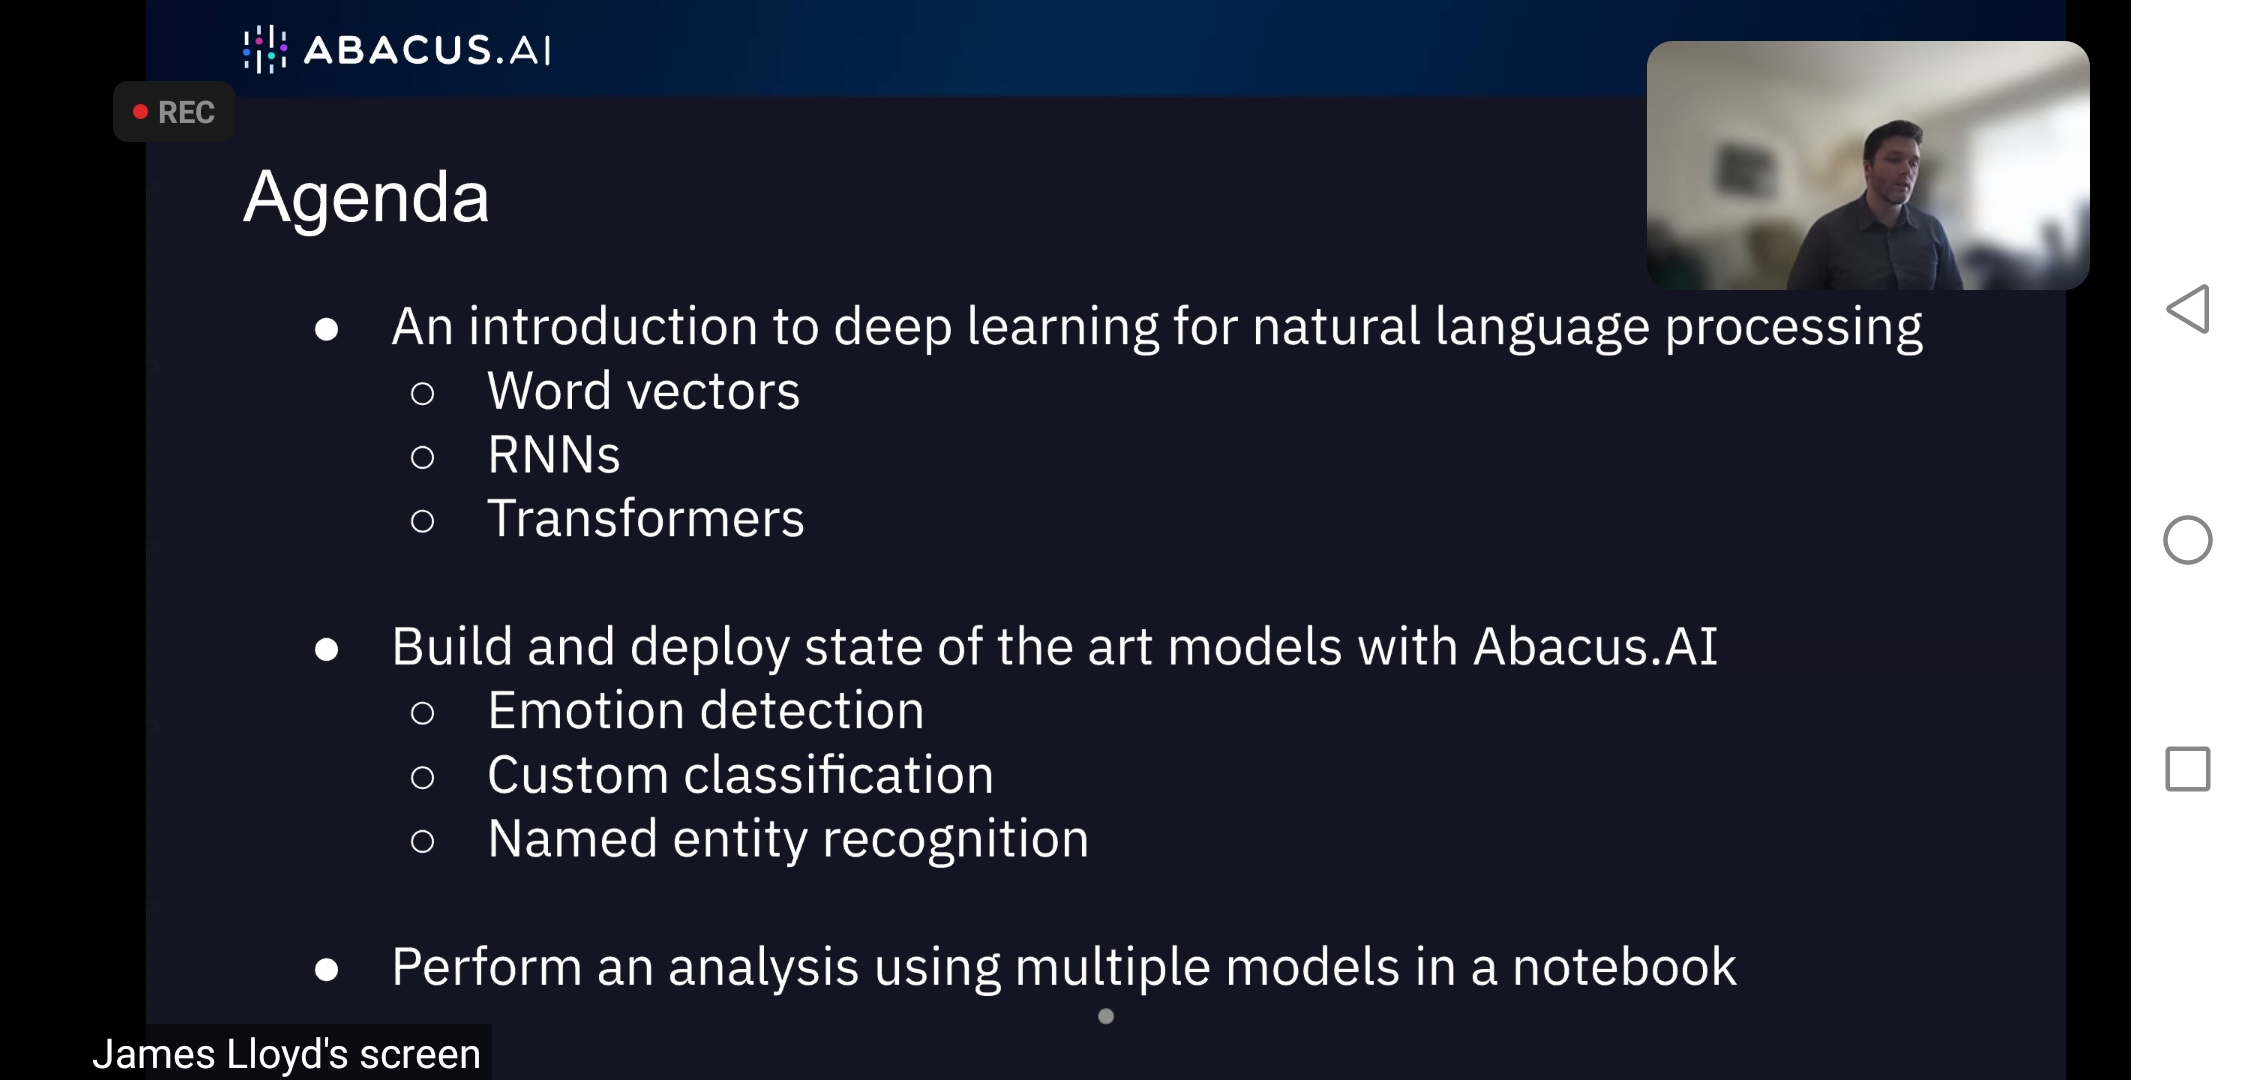 ABACUS.AI
REC
Agenda
An introduction to deep learning for natural language processing
Word vectors
RNNs
Transformers
Build and deploy state of the art models with Abacus.AI
Emotion detection
Custom classification
Named entity recognition
Perform an analysis using multiple models in a notebook
James Lloyd's screen